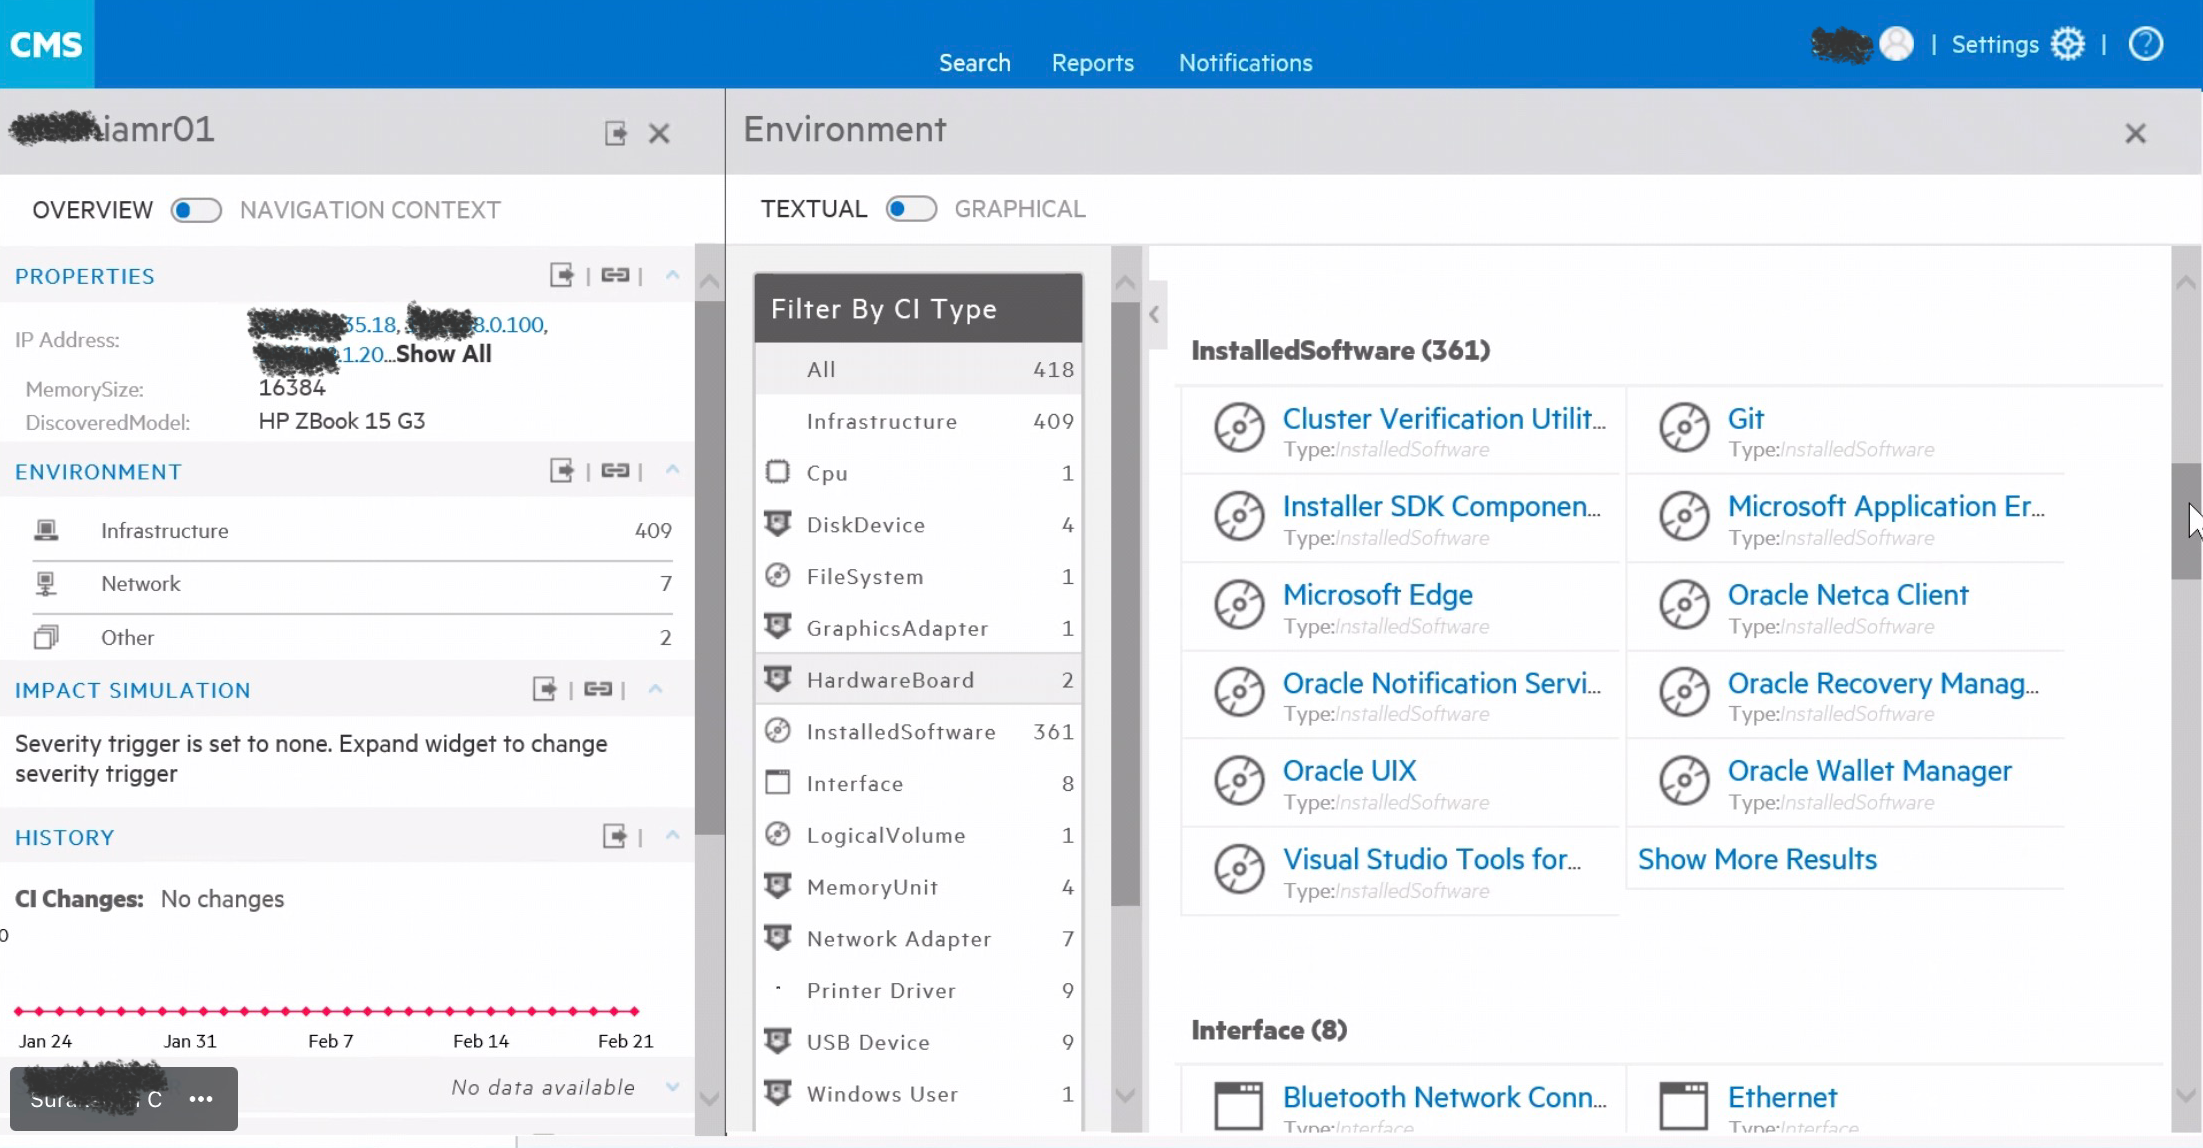 CMS
Search
Reports
Notifications
| Settings |
iamr01
Environment
OVERVIEW
NAVIGATION CONTEXT
TEXTUAL
GRAPHICAL
PROPERTIES
IP Address:
35.18, 8.0.100,
.1.20...Show All
MemorySize:
16384
DiscoveredModel:
HP ZBook 15 G3
ENVIRONMENT
Infrastructure 409
Network 7
Other 2
IMPACT SIMULATION
Severity trigger is set to none. Expand widget to change
severity trigger
HISTORY
CI Changes: No changes
0
Jan 24 Jan 31 Feb 7 Feb 14 Feb 21
No data available
C ...
Filter By CI Type
All 418
Infrastructure 409
Cpu 1
DiskDevice 4
FileSystem 1
GraphicsAdapter 1
HardwareBoard 2
InstalledSoftware 361
Interface 8
LogicalVolume 1
MemoryUnit 4
Network Adapter 7
Printer Driver 9
USB Device 9
Windows User 1
InstalledSoftware (361)
Cluster Verification Utilit...
Type:InstalledSoftware
Git
Type:InstalledSoftware
Installer SDK Componen...
Type:InstalledSoftware
Microsoft Application Er...
Type:InstalledSoftware
Microsoft Edge
Type:InstalledSoftware
Oracle Netca Client
Type:InstalledSoftware
Oracle Notification Servi...
Type:InstalledSoftware
Oracle Recovery Manag...
Type:InstalledSoftware
Oracle UIX
Type:InstalledSoftware
Oracle Wallet Manager
Type:InstalledSoftware
Visual Studio Tools for...
Type:InstalledSoftware
Show More Results
Interface (8)
Bluetooth Network Conn...
Type:Interface
Ethernet
Type:Interface